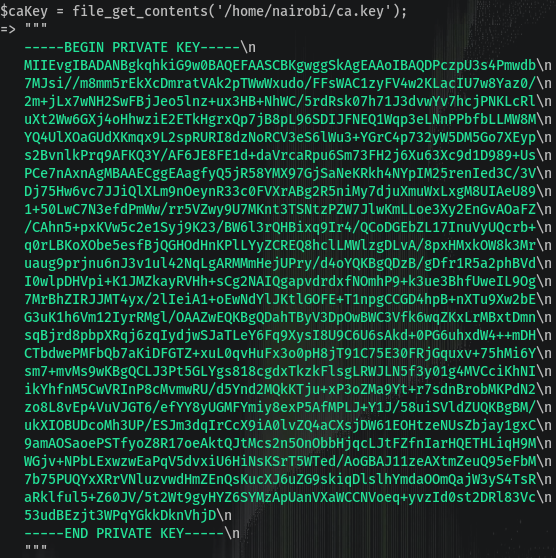 $caKey = file_get_contents('/home/nairobi/ca.key');
=> """
-----BEGIN PRIVATE KEY-----\n
MIIEvgIBADANBgkqhkiG9w0BAQEFAASCBKgwggSkAgEAAoIBAQDPczpU3s4Pmwdb\n
7MJsi//m8mm5rEkXcDmratVAk2pTWwWxudo/FFsWAC1zyFV4w2KLacIU7w8Yaz0/\n
2m+jLx7wNH2SwFBjJeo5lnz+ux3HB+NhWC/5rdRsk07h71J3dvwYv7hcjPNKLcRl\n
uXt2Ww6GXj4oHhwziE2ETkHgrxQp7jB8pL96SDIJFNEQ1Wqp3eLNnPPbfbLLMW8M\n
YQ4UlXOaGUdXKmqx9L2spRURI8dzNoRCV3eS6lWu3+YGrC4p732yW5DM5Go7XEyp\n
s2BvnlkPrq9AFKQ3Y/AF6JE8FE1d+daVrcaRpu6Sm73FH2j6Xu63Xc9d1D989+Us\n
PCe7nAxnAgMBAAECggEAagfyQ5jR58YMX97GjSaNeKRkh4NYpIM25renIed3C/3V\n
Dj75Hw6vc7JJiQlXLm9nOeynR33c0FVXrABg2R5niMy7djuXmuWxLxgM8UIAeU89\n
1+50LwC7N3efdPmWw/rr5VZwy9U7MKnt3TSNtzPZW7JlwKmLLoe3Xy2EnGvAOaFZ\n
/CAhn5+pxKVw5c2e1Syj9K23/BW6l3rQHBixq9Ir4/QCoDGEbZL17InuVyUQcrb+\n
q0rLBKoXObe5esfBjQGHOdHnKPlLYyZCREQ8hclLMWlzgDLvA/8pxHMxkOW8k3Mr\n
uaug9prjnu6nJ3v1ul42NqLgARMMmHejUPry/d4oYQKBgQDzB/gDfr1R5a2phBVd\n
I0wlpDHVpi+K1JMZkayRVHh+sCg2NAIQgapvdrdxfNOmhP9+k3ue3BhfUweIL9Og\n
7MrBhZIRJJMT4yx/2lIeiA1+oEwNdYlJKtlGOFE+T1npgCCGD4hpB+nXTu9Xw2bE\n
G3uK1h6Vm12IyrRMgl/OAAZwEQKBgQDahTByV3DpOwBWC3Vfk6wqZKxLrMBxtDmn\n
sqBjrd8pbpXRqj6zqIydjwSJaTLeY6Fq9XysI8U9C6U6sAkd+0PG6uhxdW4++mDH\n
CTbdwePMFbQb7aKiDFGTZ+xuL0qvHuFx3o0pH8jT91C75E30FRjGquxv+75hMi6Y\n
sm7+mvMs9wKBgQCLJ3Pt5GLYgs818cgdxTkzkFlsgLRWJLN5f3y01g4MVCciKhNI\n
ikYhfnM5CwVRInP8cMvmwRU/d5Ynd2MQkKTju+xP3oZMa9Yt+r7sdnBrobMKPdN2\n
zo8L8vEp4VuVJGT6/efYY8yUGMFYmiy8exP5AfMPLJ+Y1J/58uiSVldZUQKBgBM/\n
ukXIOBUDcoMh3UP/ESJm3dqIrCcX9iA0lvZQ4aCXsjDW61EOHtzeNUsZbjay1gxC\n
9amAOSaoePSTfyoZ8R17oeAktQJtMcs2n5OnObbHjqcLJtFZfnIarHQETHLiqH9M\n
WGjv+NPbLExwzwEaPqV5dvxiU6HiNsKSrT5WTed/AoGBAJ11zeAXtmZeuQ95eFbM\n
7b75PUQYxXRrVNluzvwdHmZEnQsKucXJ6uZG9skiqDlslhYmdaOOmQajW3yS4TsR\n
aRklful5+Z60JV/5t2Wt9gyHYZ6SYMzApUanVXaWCCNVoeq+yvzId0st2DRl83Vc\n
53udBEzjt3WPqYGkkDknVhjD\n
-----END PRIVATE KEY-----\n
"""